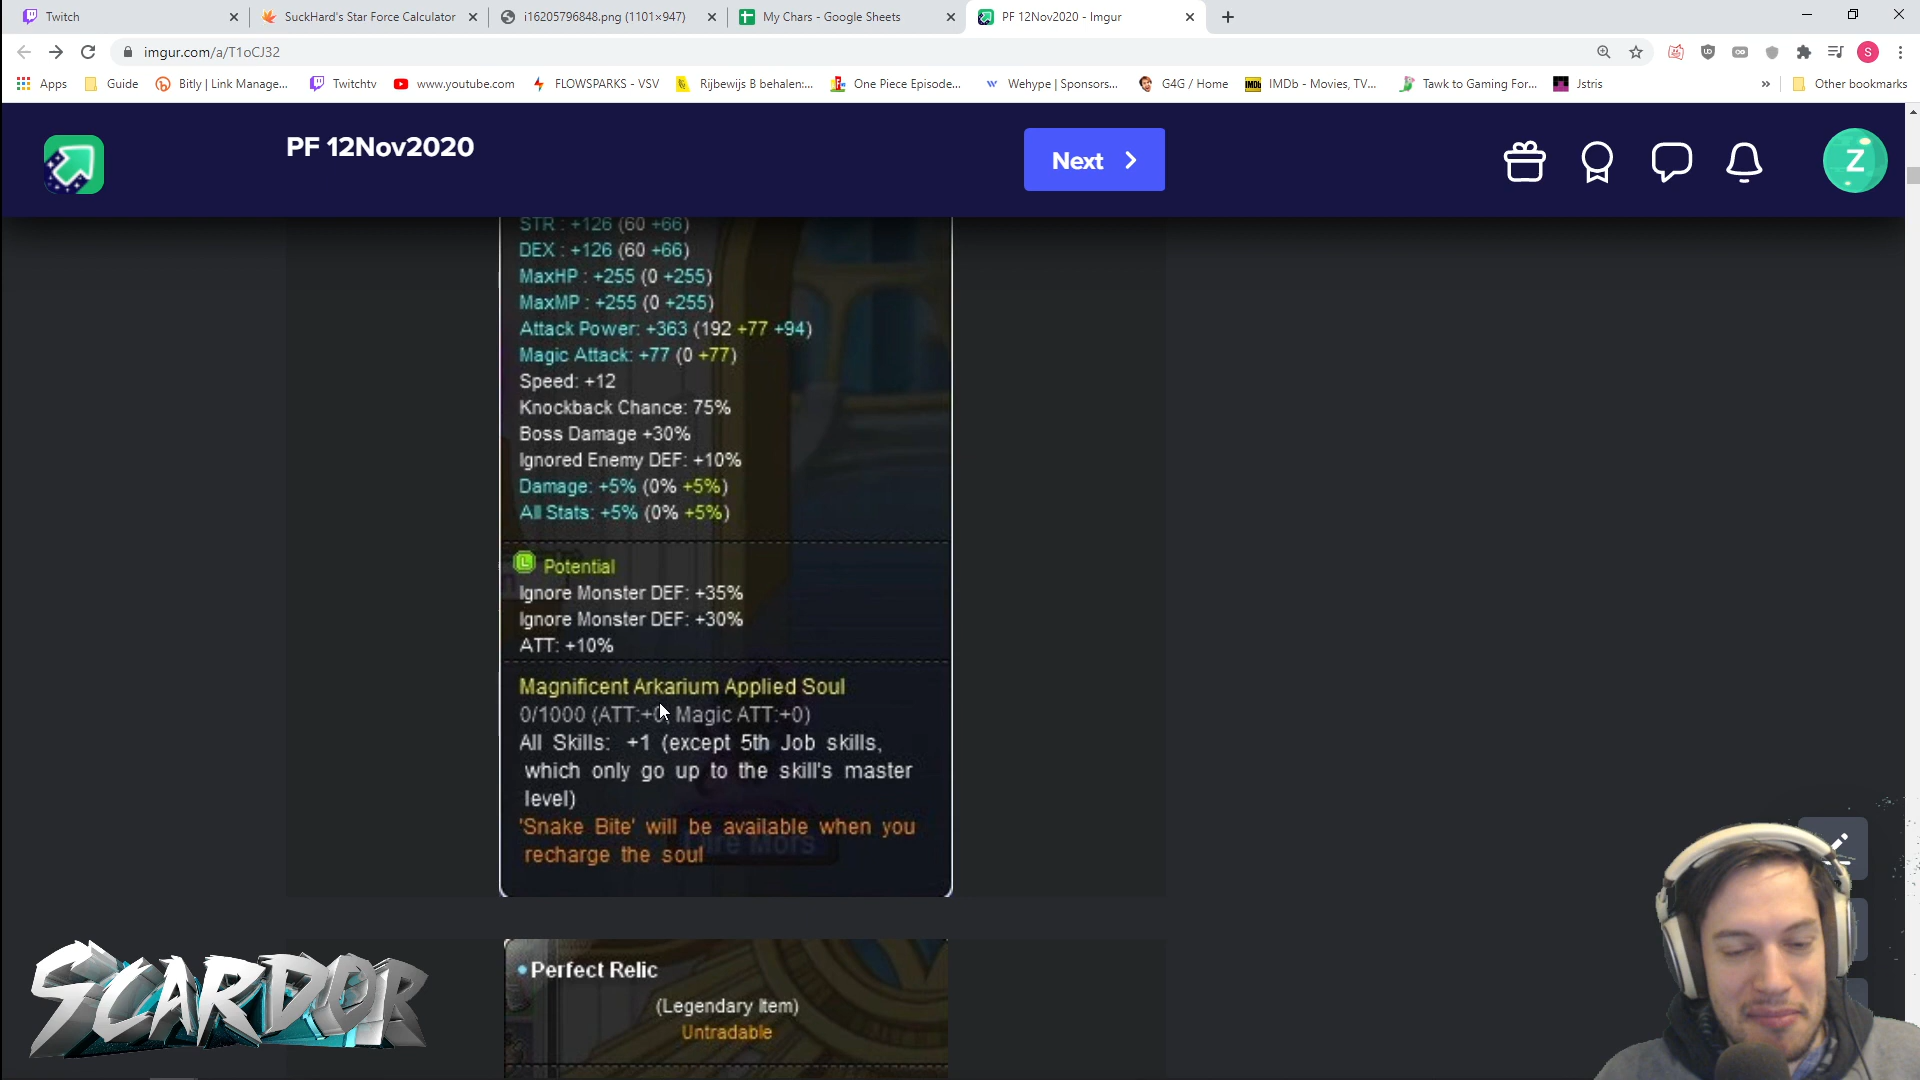 Twitch
SuckHard's Star Force Calculator
i16205796848.png (1101×947)
My Chars - Google Sheets
PF 12Nov2020 - Imgur
imgur.com/a/T1oCJ32
S
Apps
Guide
Bitly | Link Manage...
Twitchtv
www.youtube.com
FLOWSPARKS - VSV
Rijbewijs B behalen:...
One Piece Episode...
Wehype | Sponsors...
G4G / Home
IMDb - Movies, TV...
Tawk to Gaming For...
Jstris
»
Other bookmarks
PF 12Nov2020
Next
Z
STR : +126 (60 +66)
DEX : +126 (60 +66)
MaxHP : +255 (0 +255)
MaxMP : +255 (0 +255)
Attack Power: +363 (192 +77 +94)
Magic Attack: +77 (0 +77)
Speed: +12
Knockback Chance: 75%
Boss Damage +30%
Ignored Enemy DEF: +10%
Damage: +5% (0% +5%)
All Stats: +5% (0% +5%)
L Potential
Ignore Monster DEF: +35%
Ignore Monster DEF: +30%
ATT: +10%
Magnificent Arkarium Applied Soul
0/1000 (ATT:+0 Magic ATT:+0)
All Skills: +1 (except 5th Job skills,
which only go up to the skill's master
level)
'Snake Bite' will be available when you
recharge the soul
SCARDOR
Perfect Relic
(Legendary Item)
Untradable